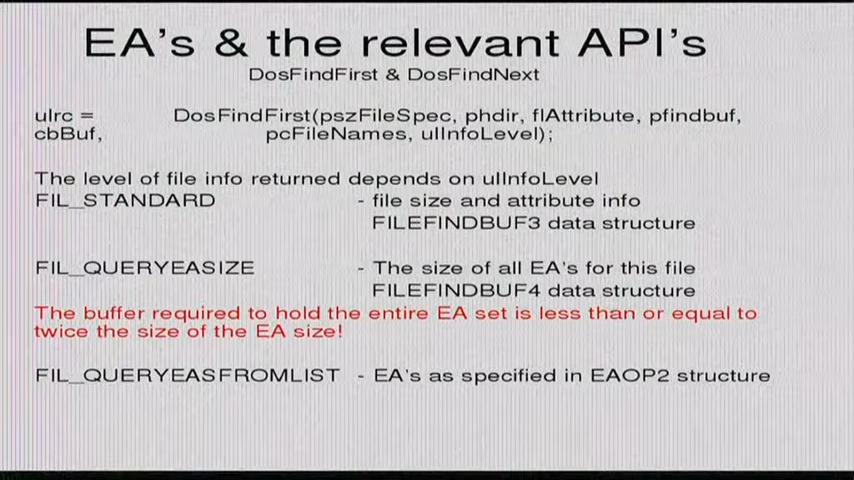 EA's & the relevant API's
DosFindFirst & DosFindNext
ulrc = DosFindFirst(pszFileSpec, phdir, flAttribute, pfindbuf,
cbBuf, pcFileNames, ulInfoLevel);
The level of file info returned depends on ulInfoLevel
FIL_STANDARD - file size and attribute info
FILEFINDBUF3 data structure
FIL_QUERYEASIZE - The size of all EA's for this file
FILEFINDBUF4 data structure
The buffer required to hold the entire EA set is less than or equal to
twice the size of the EA size!
FIL_QUERYEASFROMLIST - EA's as specified in EAOP2 structure